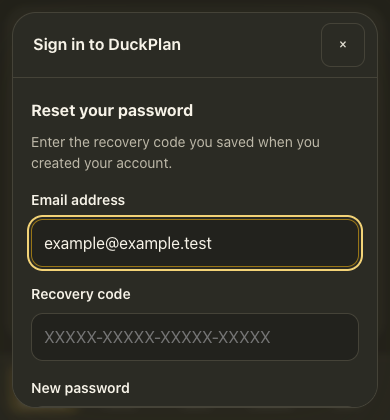 Sign in to DuckPlan
×
Reset your password
Enter the recovery code you saved when you
created your account.
Email address
example@example.test
Recovery code
XXXXX-XXXXX-XXXXX-XXXXX
New password